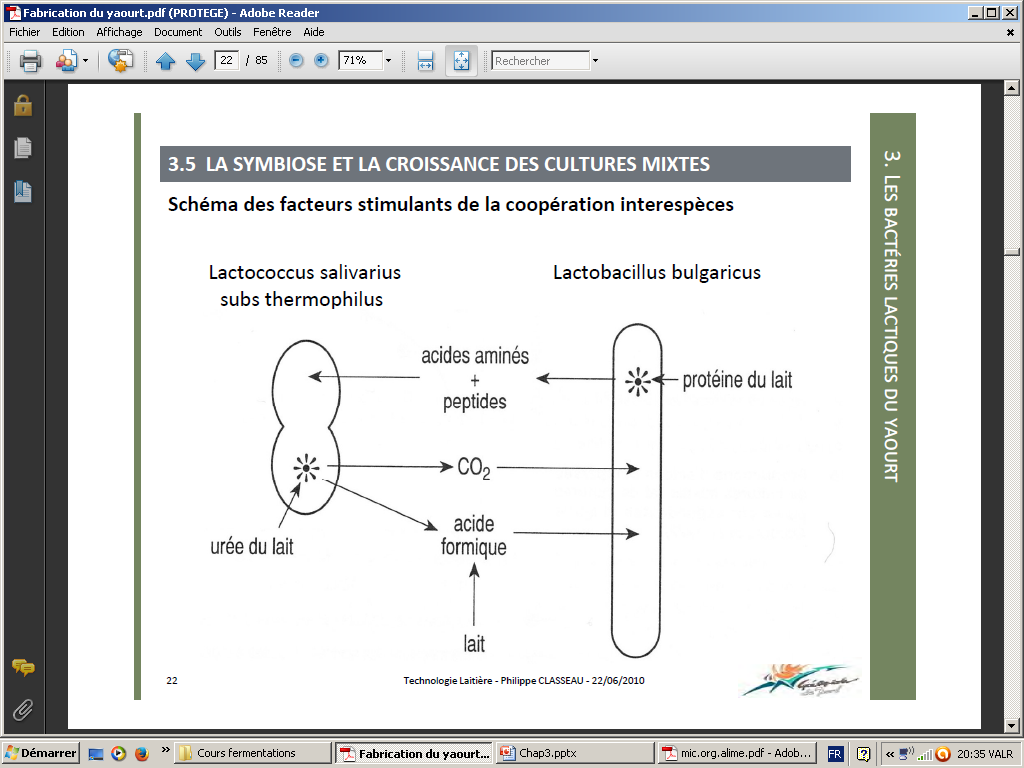 Fabrication du yaourt.pdf (PROTEGE) - Adobe Reader
Fichier Edition Affichage Document Outils Fenêtre Aide
22 / 85 71% Rechercher
3.5 LA SYMBIOSE ET LA CROISSANCE DES CULTURES MIXTES
Schéma des facteurs stimulants de la coopération interespèces
Lactococcus salivarius
subs thermophilus
Lactobacillus bulgaricus
acides aminés
+
peptides
protéine du lait
CO2
acide
formique
urée du lait
lait
3. LES BACTÉRIES LACTIQUES DU YAOURT
22
Technologie Laitière - Philippe CLASSEAU - 22/06/2010
Démarrer
Cours fermentations
Fabrication du yaourt...
Chap3.pptx
mic.org.alime.pdf - Adob...
FR
20:35 VALR